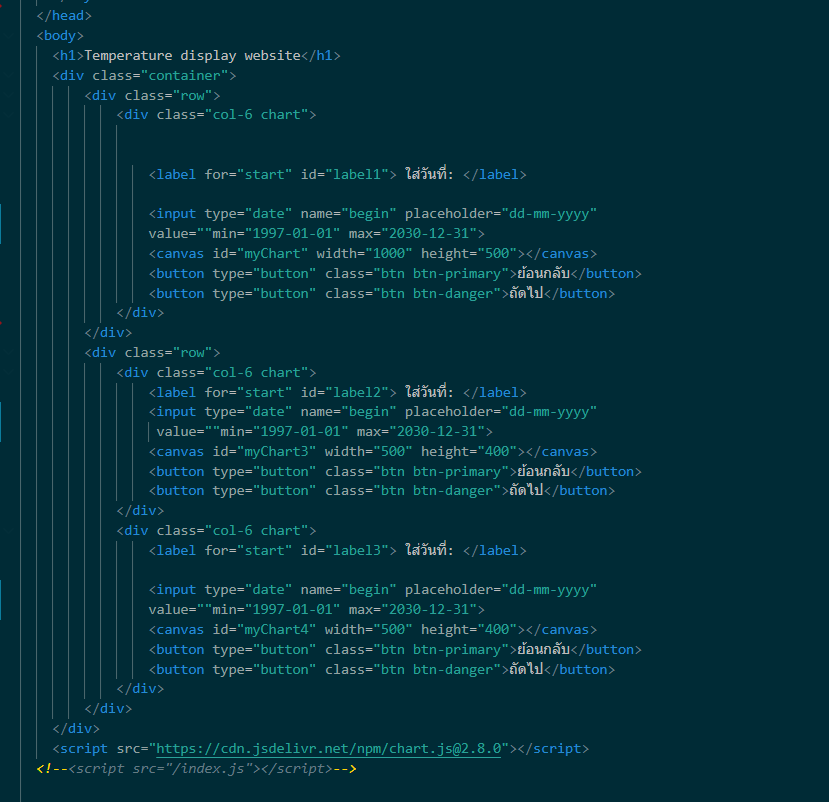 </head>
<body>
<h1>Temperature display website</h1>
<div class="container">
<div class="row">
<div class="col-6 chart">
<label for="start" id="label1"> ใส่วันที่: </label>
<input type="date" name="begin" placeholder="dd-mm-yyyy"
value=""min="1997-01-01" max="2030-12-31">
<canvas id="myChart" width="1000" height="500"></canvas>
<button type="button" class="btn btn-primary">ย้อนกลับ</button>
<button type="button" class="btn btn-danger">ถัดไป</button>
</div>
</div>
<div class="row">
<div class="col-6 chart">
<label for="start" id="label2"> ใส่วันที่: </label>
<input type="date" name="begin" placeholder="dd-mm-yyyy"
value=""min="1997-01-01" max="2030-12-31">
<canvas id="myChart3" width="500" height="400"></canvas>
<button type="button" class="btn btn-primary">ย้อนกลับ</button>
<button type="button" class="btn btn-danger">ถัดไป</button>
</div>
<div class="col-6 chart">
<label for="start" id="label3"> ใส่วันที่: </label>
<input type="date" name="begin" placeholder="dd-mm-yyyy"
value=""min="1997-01-01" max="2030-12-31">
<canvas id="myChart4" width="500" height="400"></canvas>
<button type="button" class="btn btn-primary">ย้อนกลับ</button>
<button type="button" class="btn btn-danger">ถัดไป</button>
</div>
</div>
</div>
<script src="https://cdn.jsdelivr.net/npm/chart.js@2.8.0"></script>
<!--<script src="/index.js"></script>-->